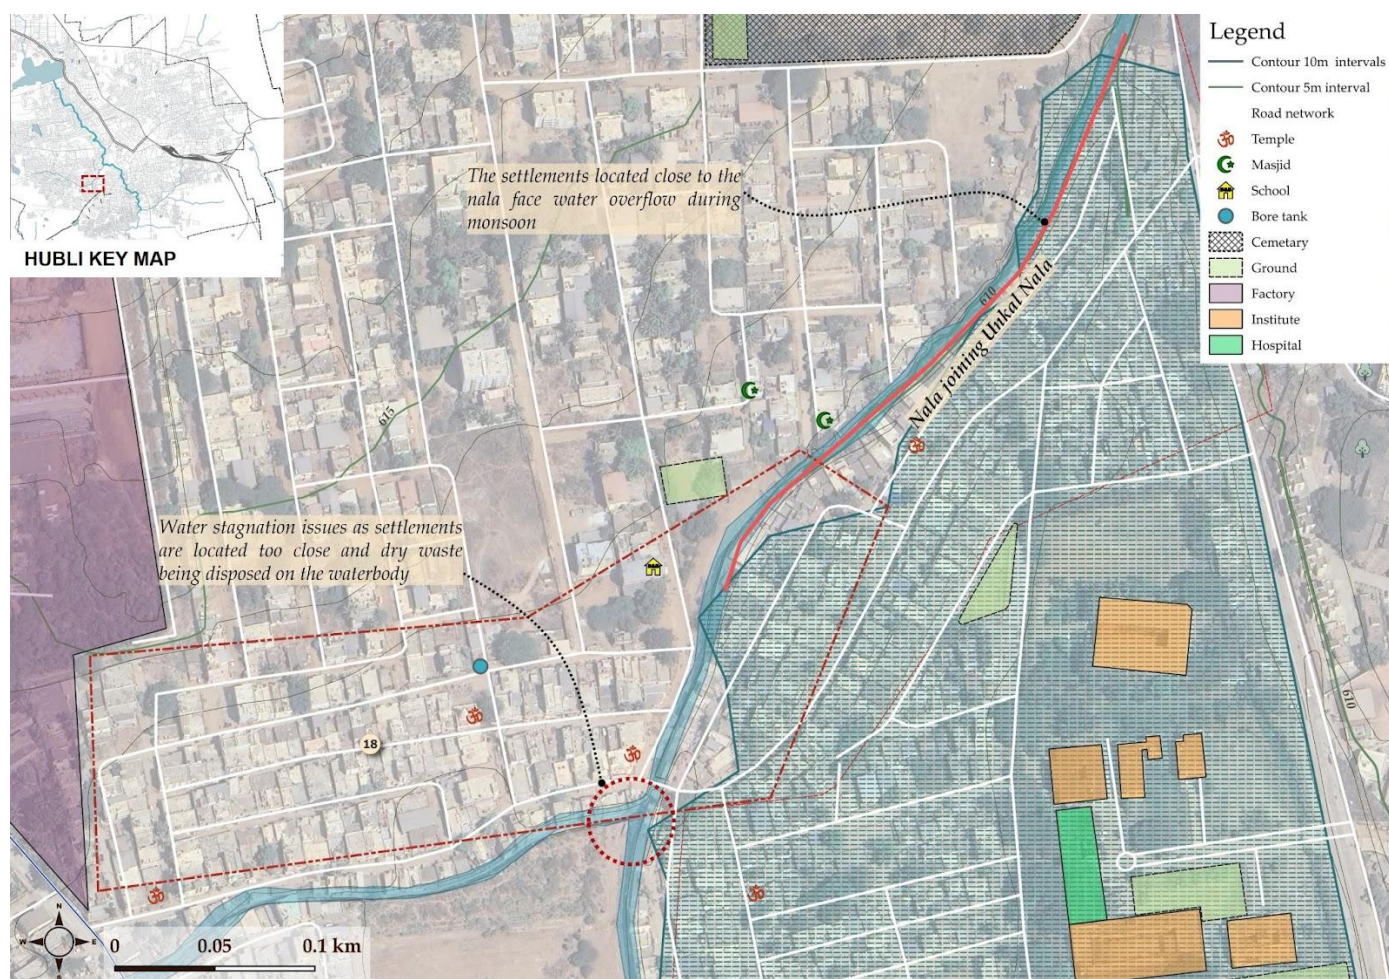 HUBLI KEY MAP
The settlements located close to the
nala face water overflow during
monsoon
Legend
Contour 10m intervals
Contour 5m interval
Road network
Temple
Masjid
School
Bore tank
Cemetary
Ground
Factory
Institute
Hospital
610
Nala joining Unkal Nala
615
Water stagnation issues as settlements
are located too close and dry waste
being disposed on the waterbody
610
18
N
W
E
S
0 0.05 0.1 km